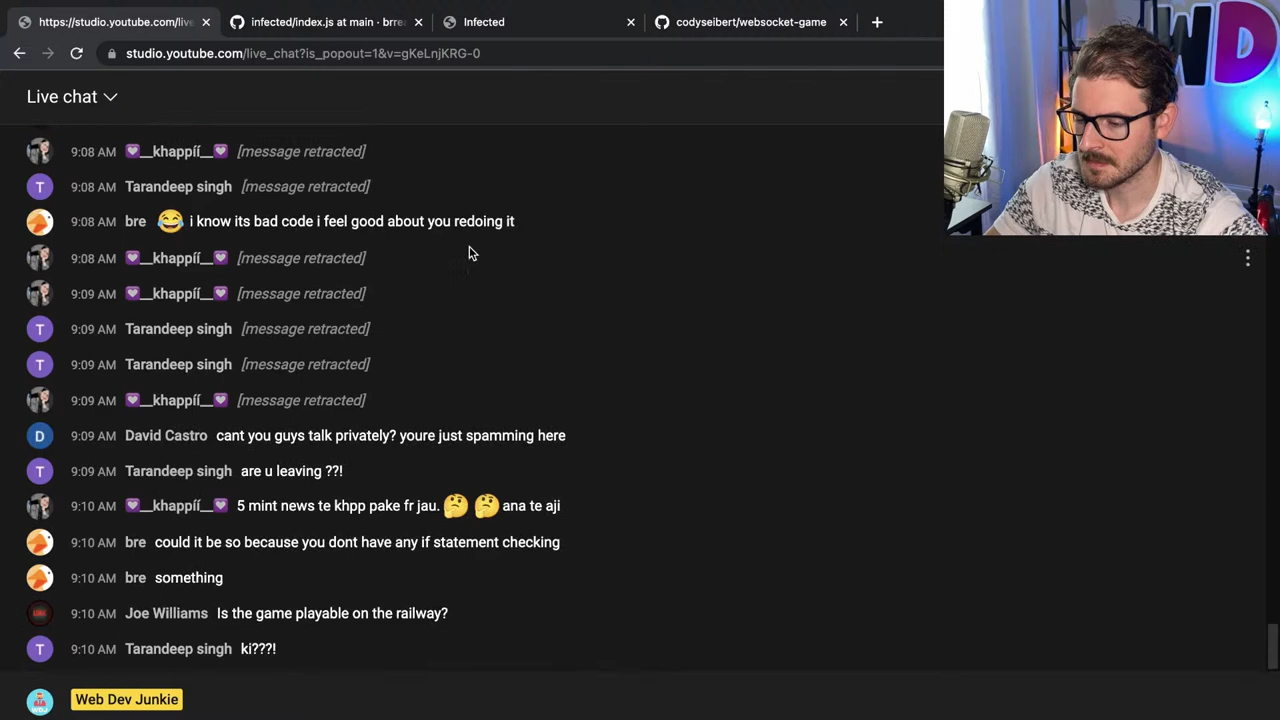 https://studio.youtube.com/live
infected/index.js at main · brrea
Infected
codyseibert/websocket-game
studio.youtube.com/live_chat?is_popout=1&v=gKeLnjKRG-0
WD
Live chat
9:08 AM 💟__khappíí__💟 [message retracted]
9:08 AM Tarandeep singh [message retracted]
9:08 AM bre 😂 i know its bad code i feel good about you redoing it
9:08 AM 💟__khappíí__💟 [message retracted]
9:09 AM 💟__khappíí__💟 [message retracted]
T 9:09 AM Tarandeep singh [message retracted]
T 9:09 AM Tarandeep singh [message retracted]
9:09 AM 💟__khappíí__💟 [message retracted]
D 9:09 AM David Castro cant you guys talk privately? youre just spamming here
T 9:09 AM Tarandeep singh are u leaving ??!
9:10 AM 💟__khappíí__💟 5 mint news te khpp pake fr jau. 🤔 🤔 ana te aji
9:10 AM bre could it be so because you dont have any if statement checking
9:10 AM bre something
9:10 AM Joe Williams Is the game playable on the railway?
T 9:10 AM Tarandeep singh ki???!
Web Dev Junkie